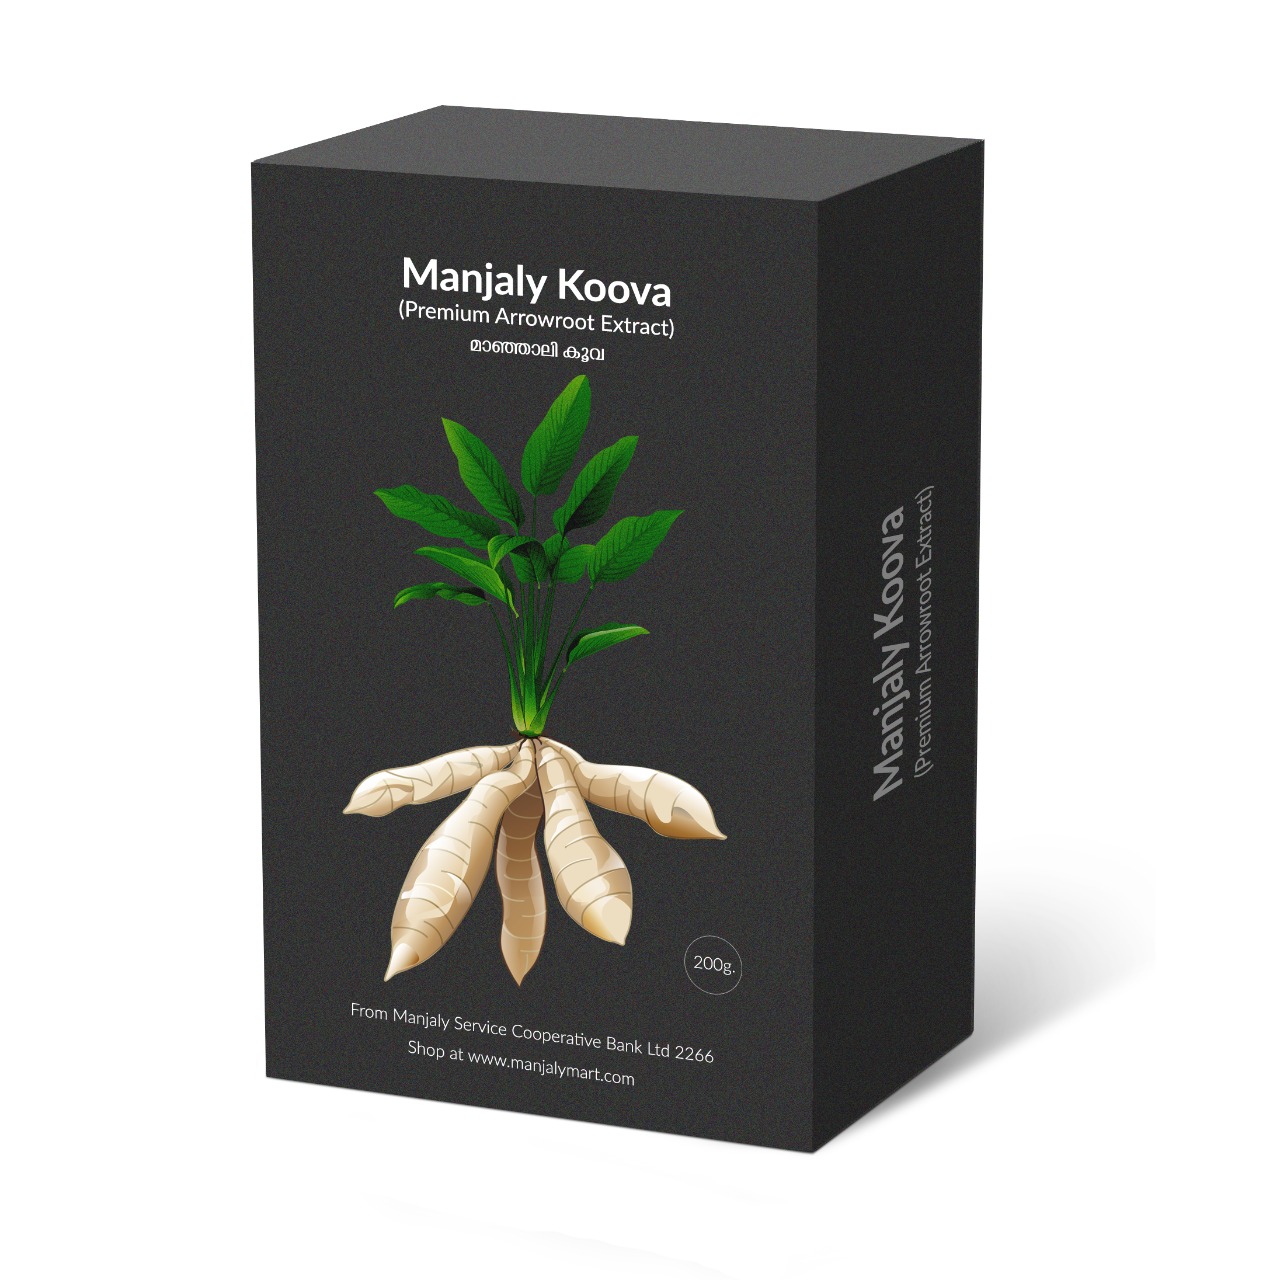 Manjaly Koova
(Premium Arrowroot Extract)
മാഞ്ഞാലി കൂവ
200g.
From Manjaly Service Cooperative Bank Ltd 2266
Shop at www.manjalymart.com
Manjaly Koova
(Premium Arrowroot Extract)